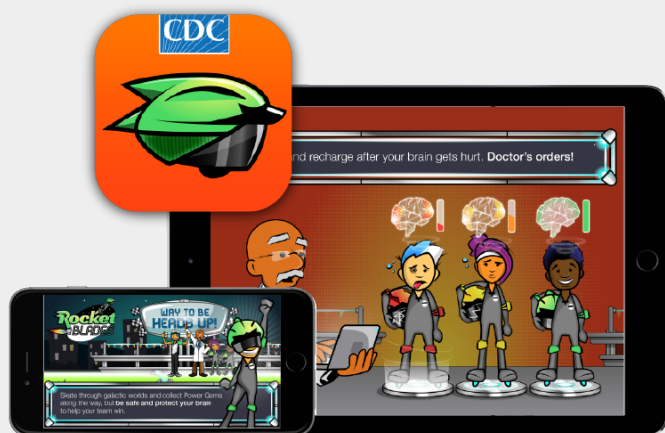 CDC
nd recharge after your brain gets hurt. Doctor's orders!
Rocket
BLADES
WAY TO BE
HEADS UP!
Skate through galactic worlds and collect Power Gems
along the way, but be safe and protect your brain
to help your team win.